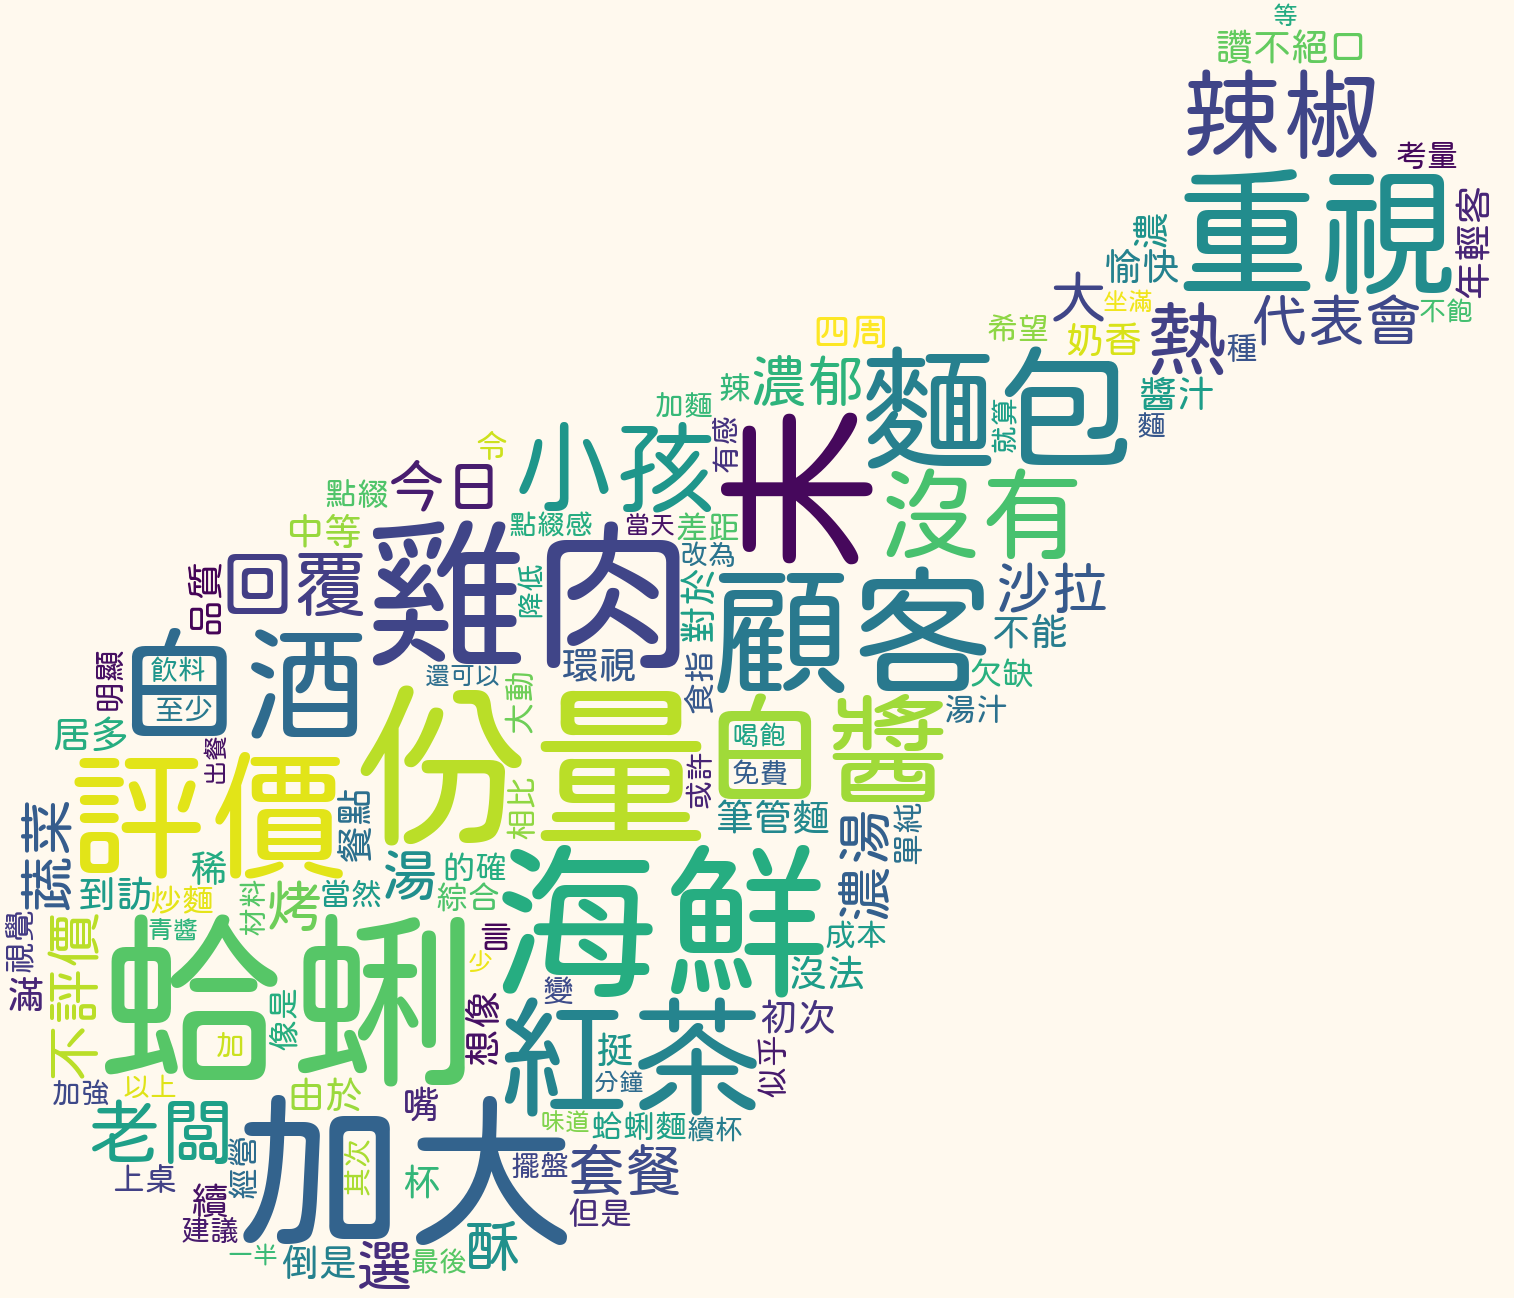 等
讚不絕口
辣椒
考量
重視
年輕客
濃
愉快
大
坐滿
代表會
不飽
四周
希望
奶香
熱
種
濃郁
麵包
辣
醬汁
加麵
就算
麵
令
小孩
有感
未
今日
點綴
沒有
中等
點綴感
當天
差距
改為
回覆
雞肉
品質
降低
對於
顧客
沙拉
不能
白酒
飲料
至少
明顯
還可以
環視
食指
欠缺
大動
湯汁
居多
份量
白醬
喝飽
免費
出餐
評價
或許
相比
餐點
筆管麵
蔬菜
濃湯
單純
稀
湯
的確
海鮮
到訪
炒麵
材料
烤
當然
綜合
滿視覺
不評價
青醬
蛤蜊
成本
少
沒法
像是
加
想像
變
紅茶
初次
挺
似乎
分鐘
加強
以上
由於
嘴
老闆
味道
蛤蜊麵
續杯
加大
經營
其次
上桌
杯
擺盤
套餐
續
建議
但是
一半
倒是
選
最後
酥